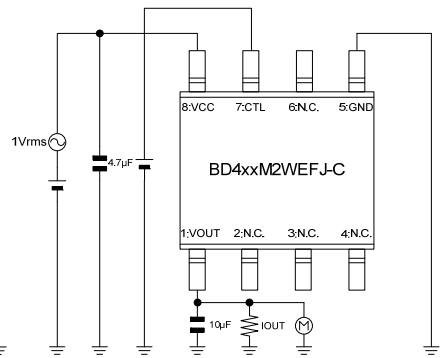 8:VCC 7:CTL 6:N.C. 5:GND
1Vrms
4.7µF
BD4xxM2WEFJ-C
1:VOUT 2:N.C. 3:N.C. 4:N.C.
10µF IOUT M